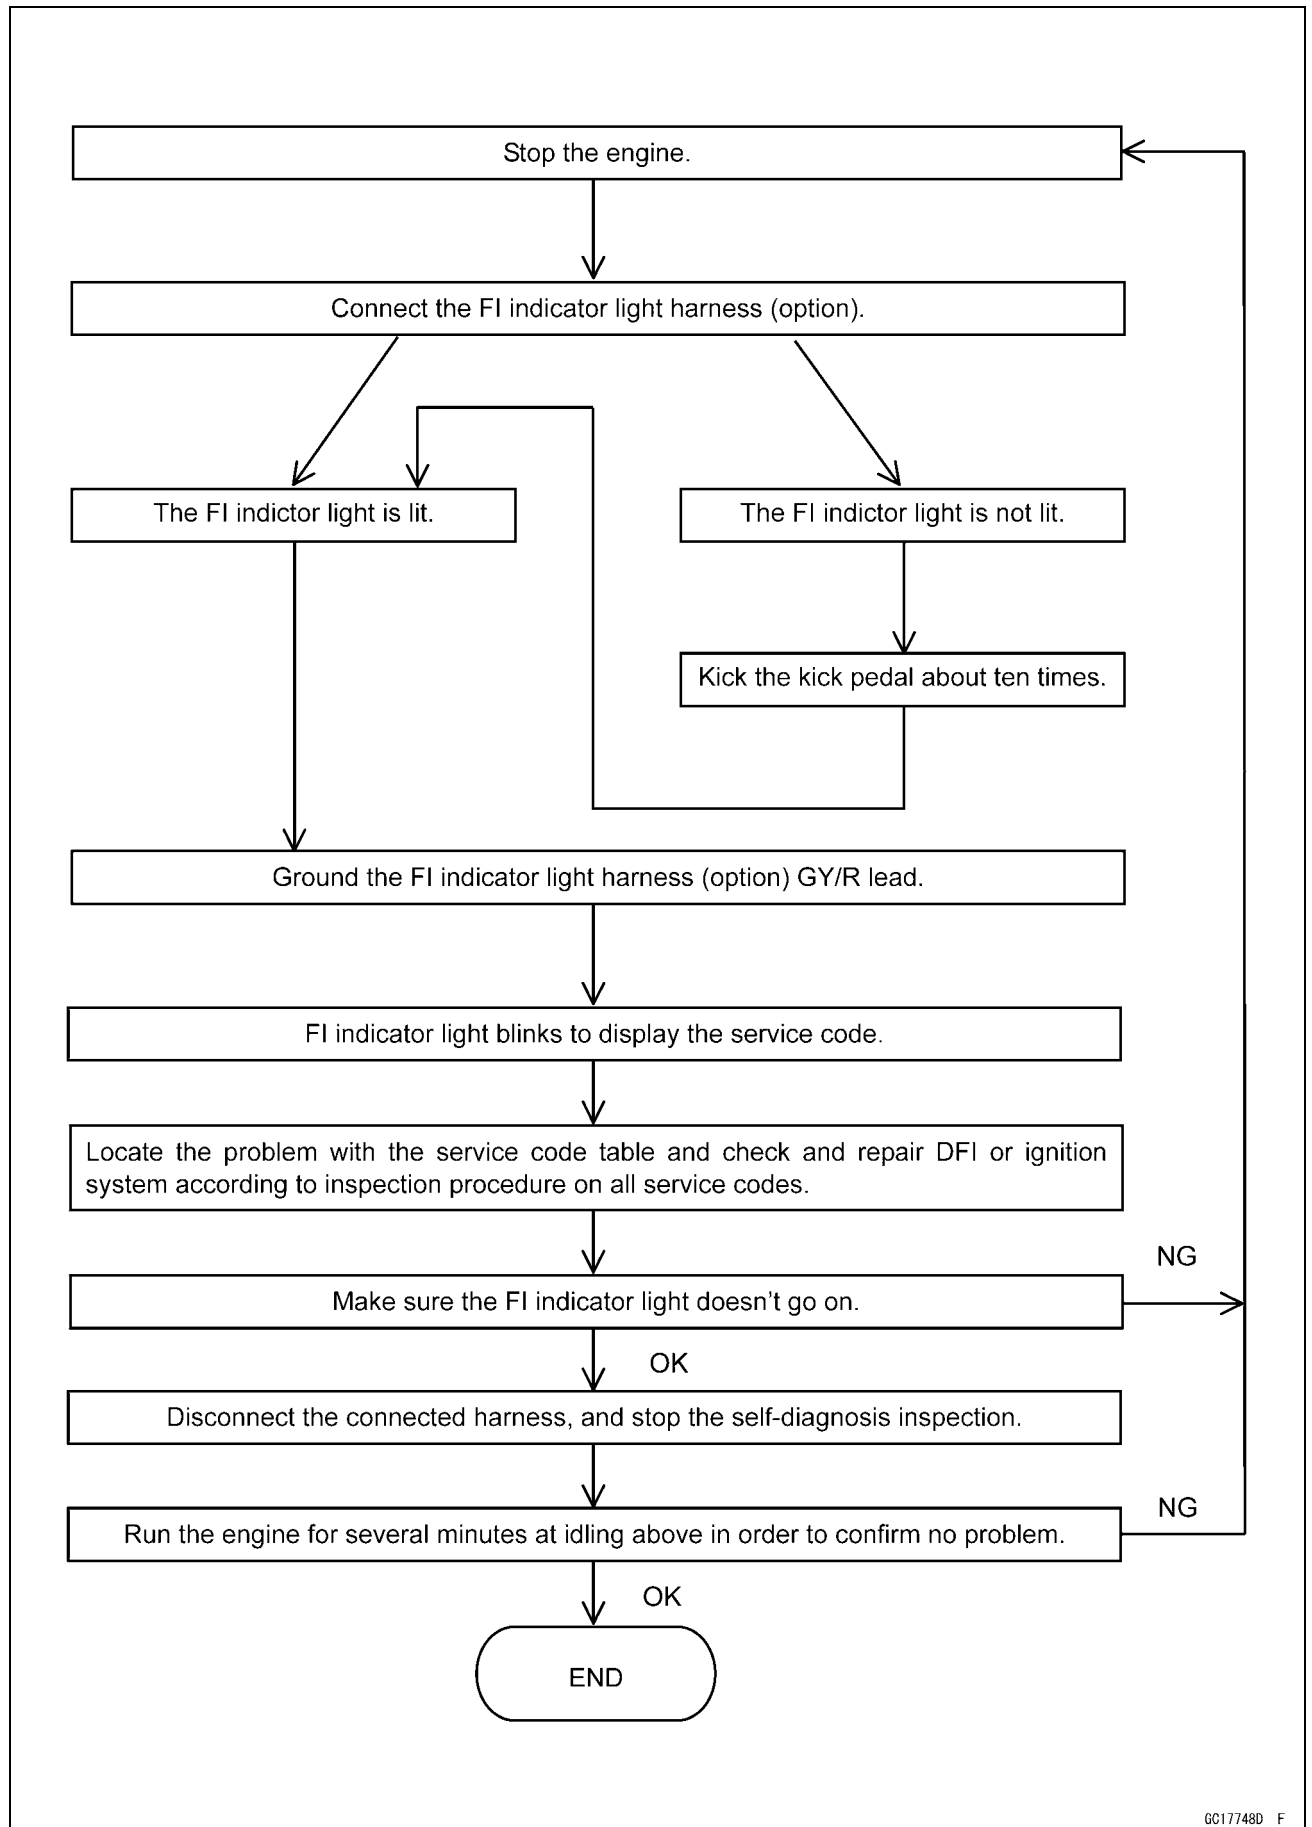 Stop the engine.
Connect the FI indicator light harness (option).
The FI indictor light is lit.
The FI indictor light is not lit.
Kick the kick pedal about ten times.
Ground the FI indicator light harness (option) GY/R lead.
FI indicator light blinks to display the service code.
Locate the problem with the service code table and check and repair DFI or ignition
system according to inspection procedure on all service codes.
NG
Make sure the FI indicator light doesn't go on.
OK
Disconnect the connected harness, and stop the self-diagnosis inspection.
NG
Run the engine for several minutes at idling above in order to confirm no problem.
OK
END
GC17748D F